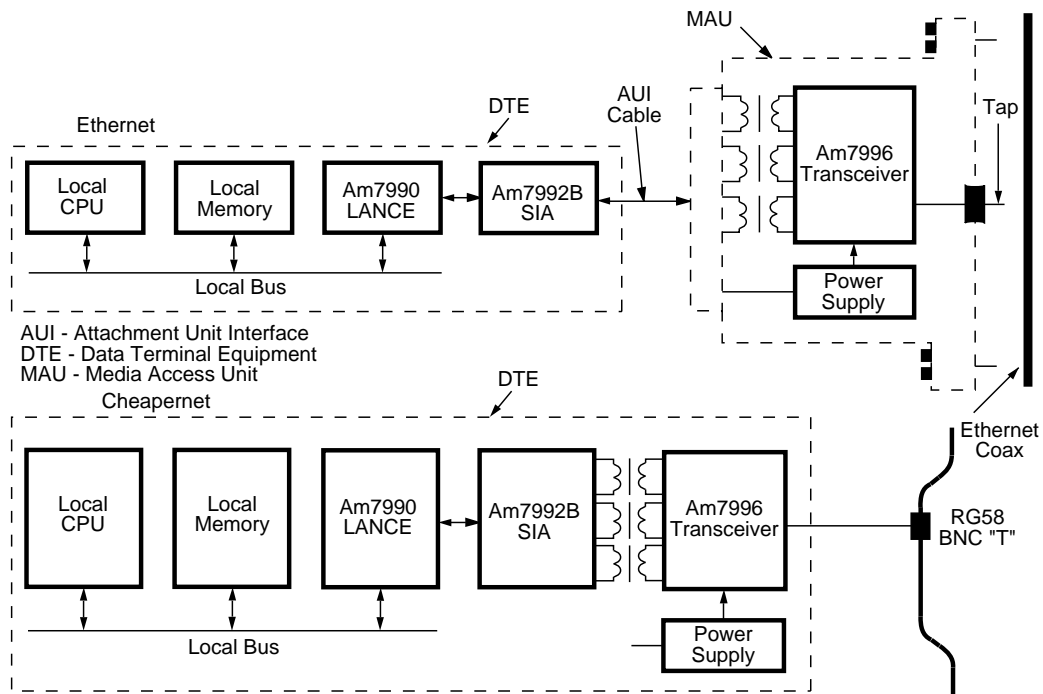 MAU
AUI
Cable
DTE
Tap
Ethernet
Local
CPU
Local
Memory
Am7990
LANCE
Am7992B
SIA
Am7996
Transceiver
Local Bus
Power
Supply
AUI - Attachment Unit Interface
DTE - Data Terminal Equipment
MAU - Media Access Unit
Cheapernet
DTE
Ethernet
Coax
Local
CPU
Local
Memory
Am7990
LANCE
Am7992B
SIA
Am7996
Transceiver
RG58
BNC "T"
Local Bus
Power
Supply